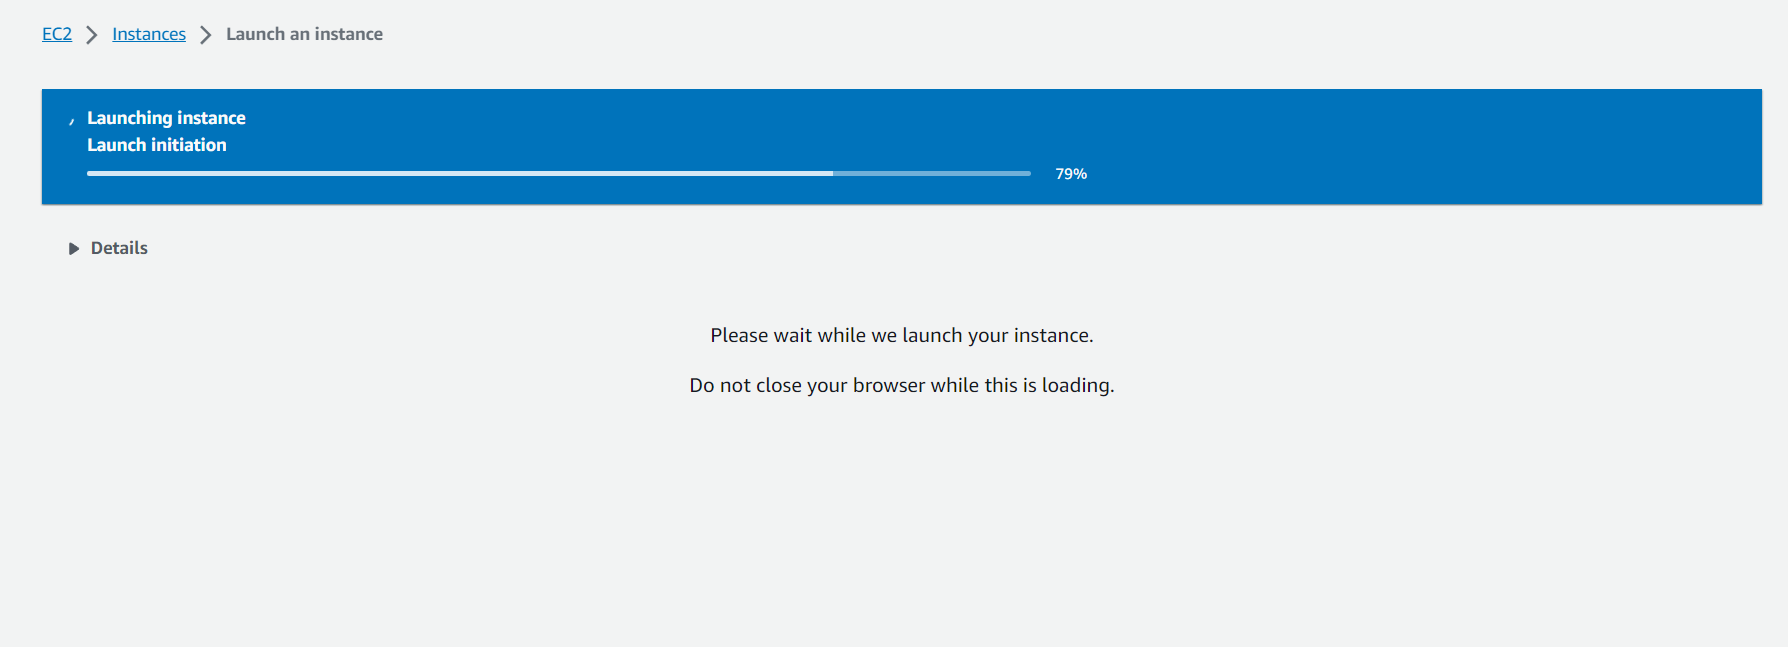 EC2 Instances Launch an instance
Launching instance
Launch initiation
79%
Details
Please wait while we launch your instance.
Do not close your browser while this is loading.